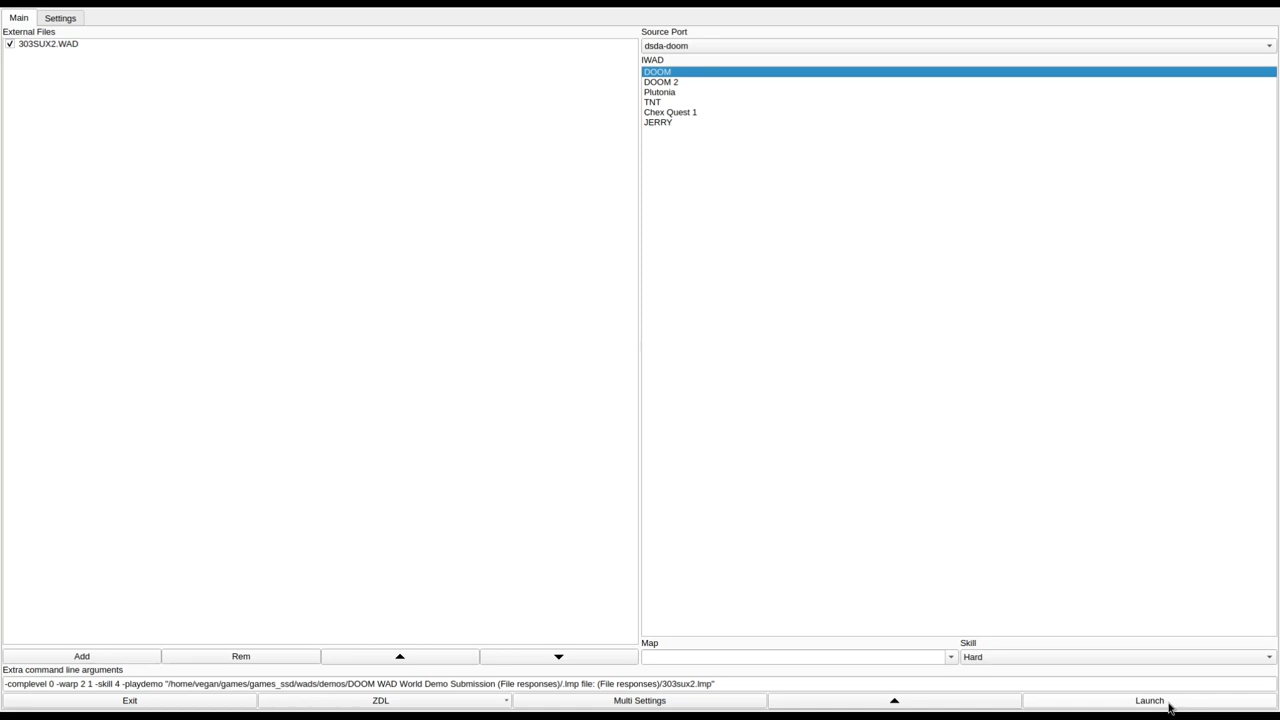 Main Settings
External Files
303SUX2.WAD
Source Port
dsda-doom
IWAD
DOOM
DOOM 2
Plutonia
TNT
Chex Quest 1
JERRY
Map Skill
Hard
Add Rem
Extra command line arguments
-complevel 0 -warp 2 1 -skill 4 -playdemo "/home/vegan/games/games_ssd/wads/demos/DOOM WAD World Demo Submission (File responses)/.lmp file: (File responses)/303sux2.lmp"
Exit ZDL Multi Settings Launch